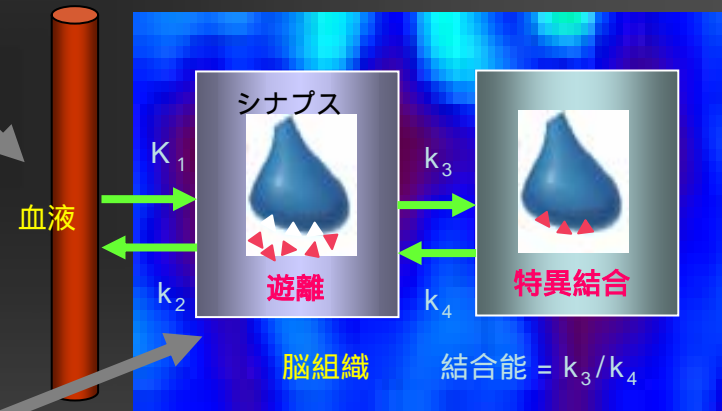 シナプス
K₁
k₃
血液
k₂
遊離
k₄
特異結合
脳組織
結合能 = k₃/k₄